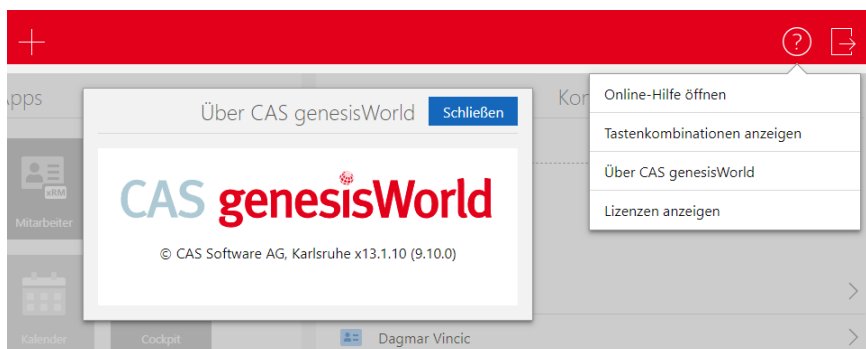 Apps
Kon
Über CAS genesisWorld
Schließen
CAS genesisWorld
© CAS Software AG, Karlsruhe x13.1.10 (9.10.0)
Online-Hilfe öffnen
Tastenkombinationen anzeigen
Über CAS genesisWorld
Lizenzen anzeigen
xRM
Mitarbeiter
Kalender
Cockpit
Dagmar Vincic